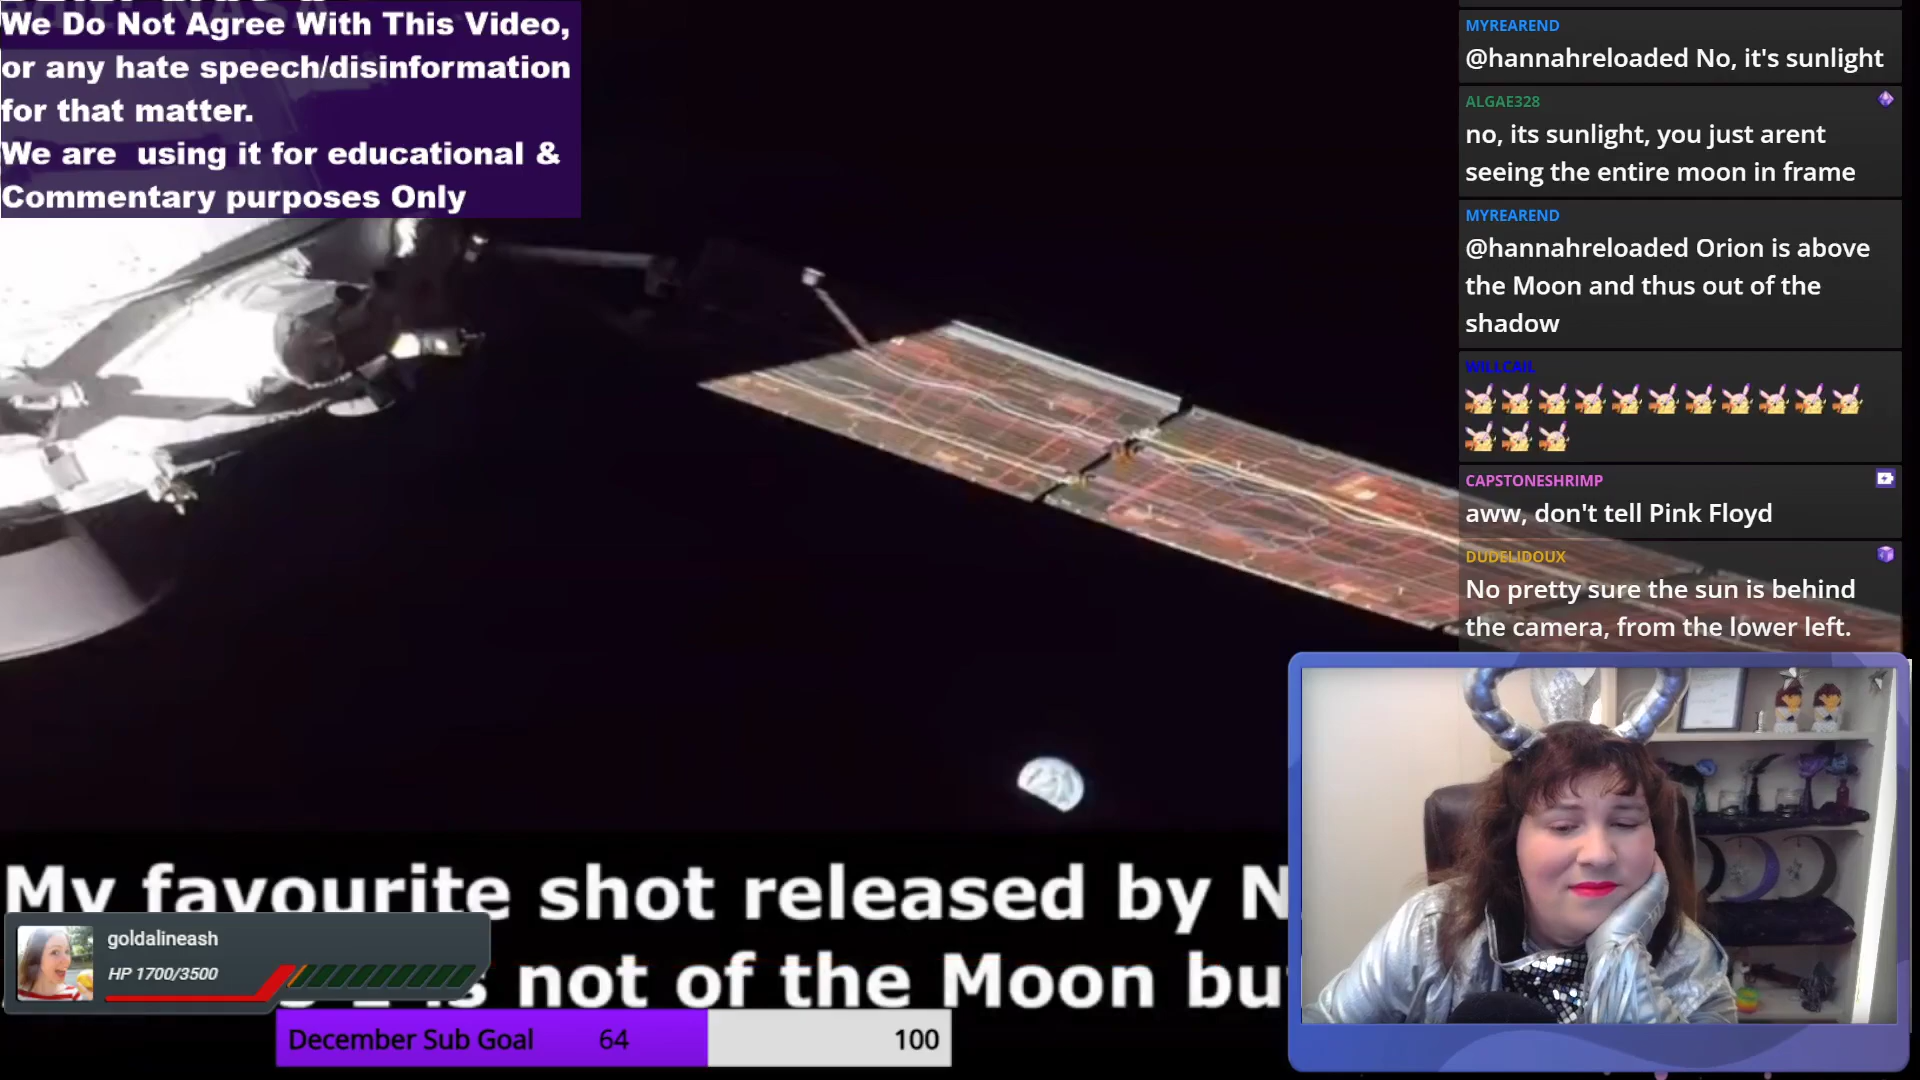 We Do Not Agree With This Video,
or any hate speech/disinformation
for that matter.
We are using it for educational &
Commentary purposes Only
MYREAREND
@hannahreloaded No, it's sunlight
ALGAE328
no, its sunlight, you just arent
seeing the entire moon in frame
MYREAREND
@hannahreloaded Orion is above
the Moon and thus out of the
shadow
WILLCAIL
CAPSTONESHRIMP
aww, don't tell Pink Floyd
DUDELIDOUX
No pretty sure the sun is behind
the camera, from the lower left.
My favourite shot released by N
is not of the Moon bu
goldalineash
HP 1700/3500
December Sub Goal 64 100